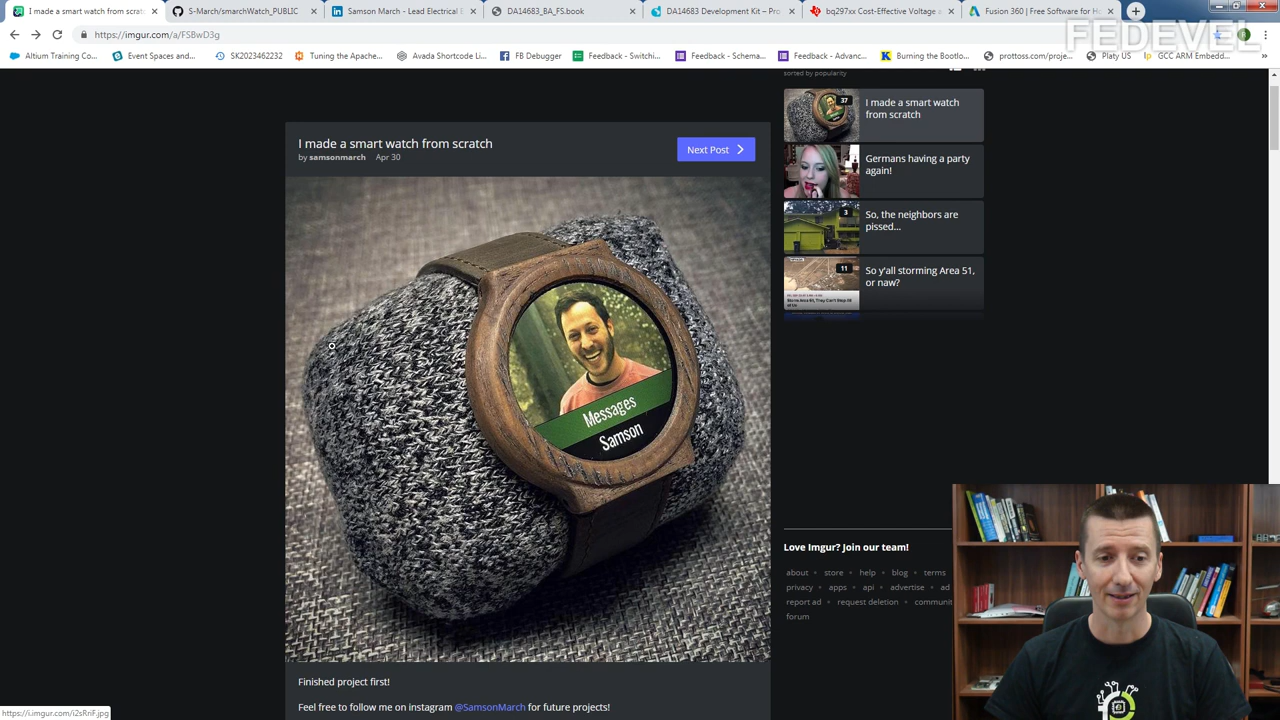 I made a smart watch from scratc
S-March/smarchWatch_PUBLIC
Samson March - Lead Electrical E
DA14683_BA_FS.book
DA14683 Development Kit – Pro
bq297xx Cost-Effective Voltage a
Fusion 360 | Free Software for H
https://imgur.com/a/FSBwD3g
FEDEVEL
Altium Training Co...
Event Spaces and...
SK2023462232
Tuning the Apache...
Feedback - Switchi...
Feedback - Schema...
Feedback - Advanc...
Burning the Bootlo...
prottoss.com/proje...
Platy US
GCC ARM Embedd...
sorted by popularity
I made a smart watch from scratch
by samsonmarch Apr 30
Next Post
37
I made a smart watch
from scratch
Germans having a party
again!
3
So, the neighbors are
pissed...
11
So y'all storming Area 51,
or naw?
Messages
Samson
Love Imgur? Join our team!
about store help blog terms
privacy apps api advertise ad
report ad request deletion communit
forum
Finished project first!
Feel free to follow me on Instagram @SamsonMarch for future projects!
https://i.imgur.com/i2sRriF.jpg